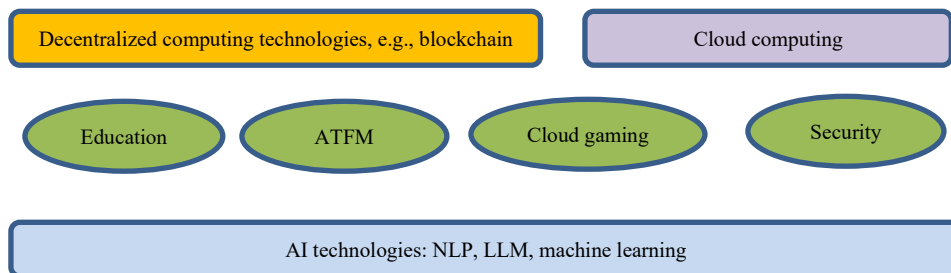 Decentralized computing technologies, e.g., blockchain
Cloud computing
Education
ATFM
Cloud gaming
Security
AI technologies: NLP, LLM, machine learning